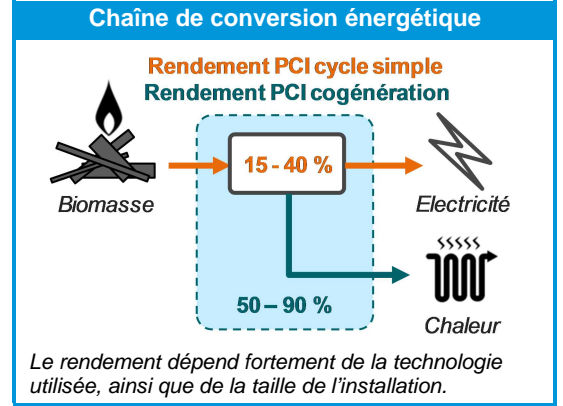 Chaîne de conversion énergétique
Rendement PCI cycle simple
Rendement PCI cogénération
15 - 40 %
Biomasse
Electricité
50 – 90 %
Chaleur
Le rendement dépend fortement de la technologie
utilisée, ainsi que de la taille de l'installation.